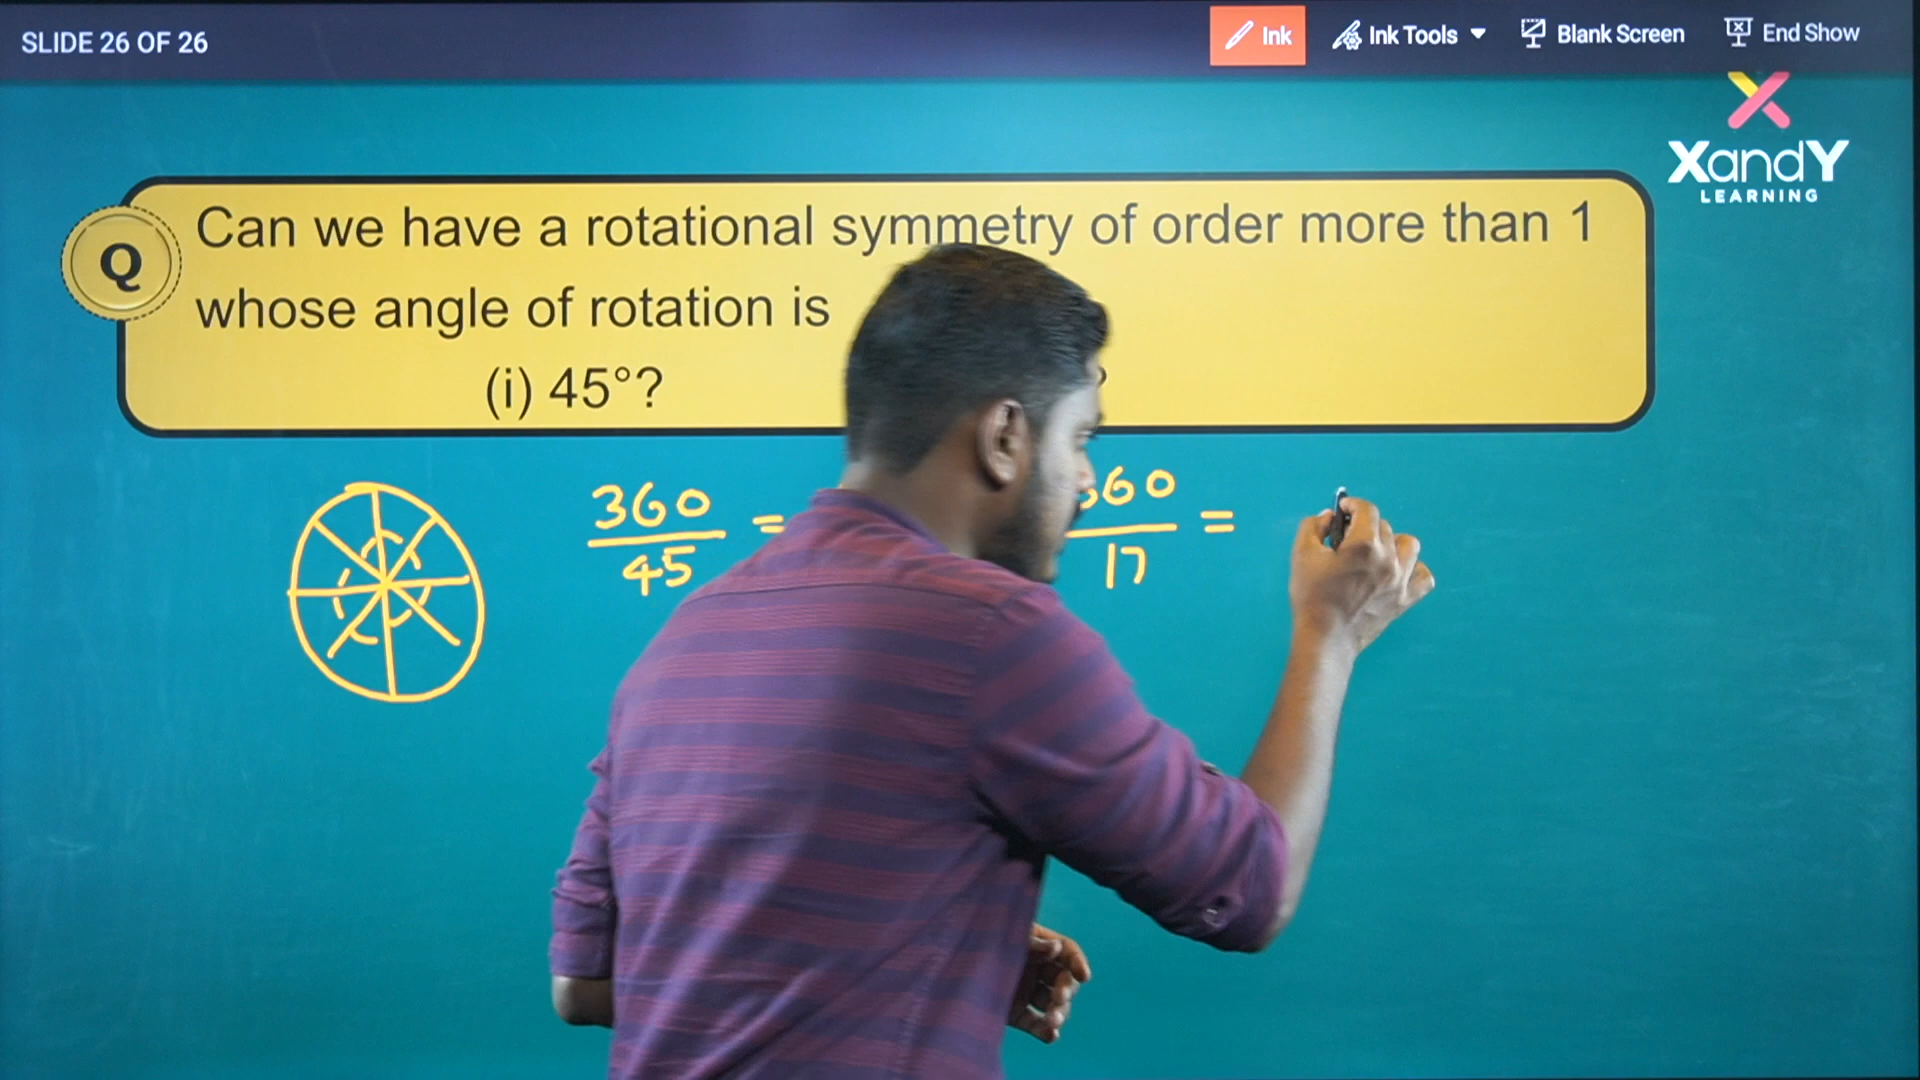 SLIDE 26 OF 26
Ink
Ink Tools
Blank Screen
End Show
XandY
LEARNING
Q
Can we have a rotational symmetry of order more than 1
whose angle of rotation is
(i) 45°?
360
45
=
60
17
=